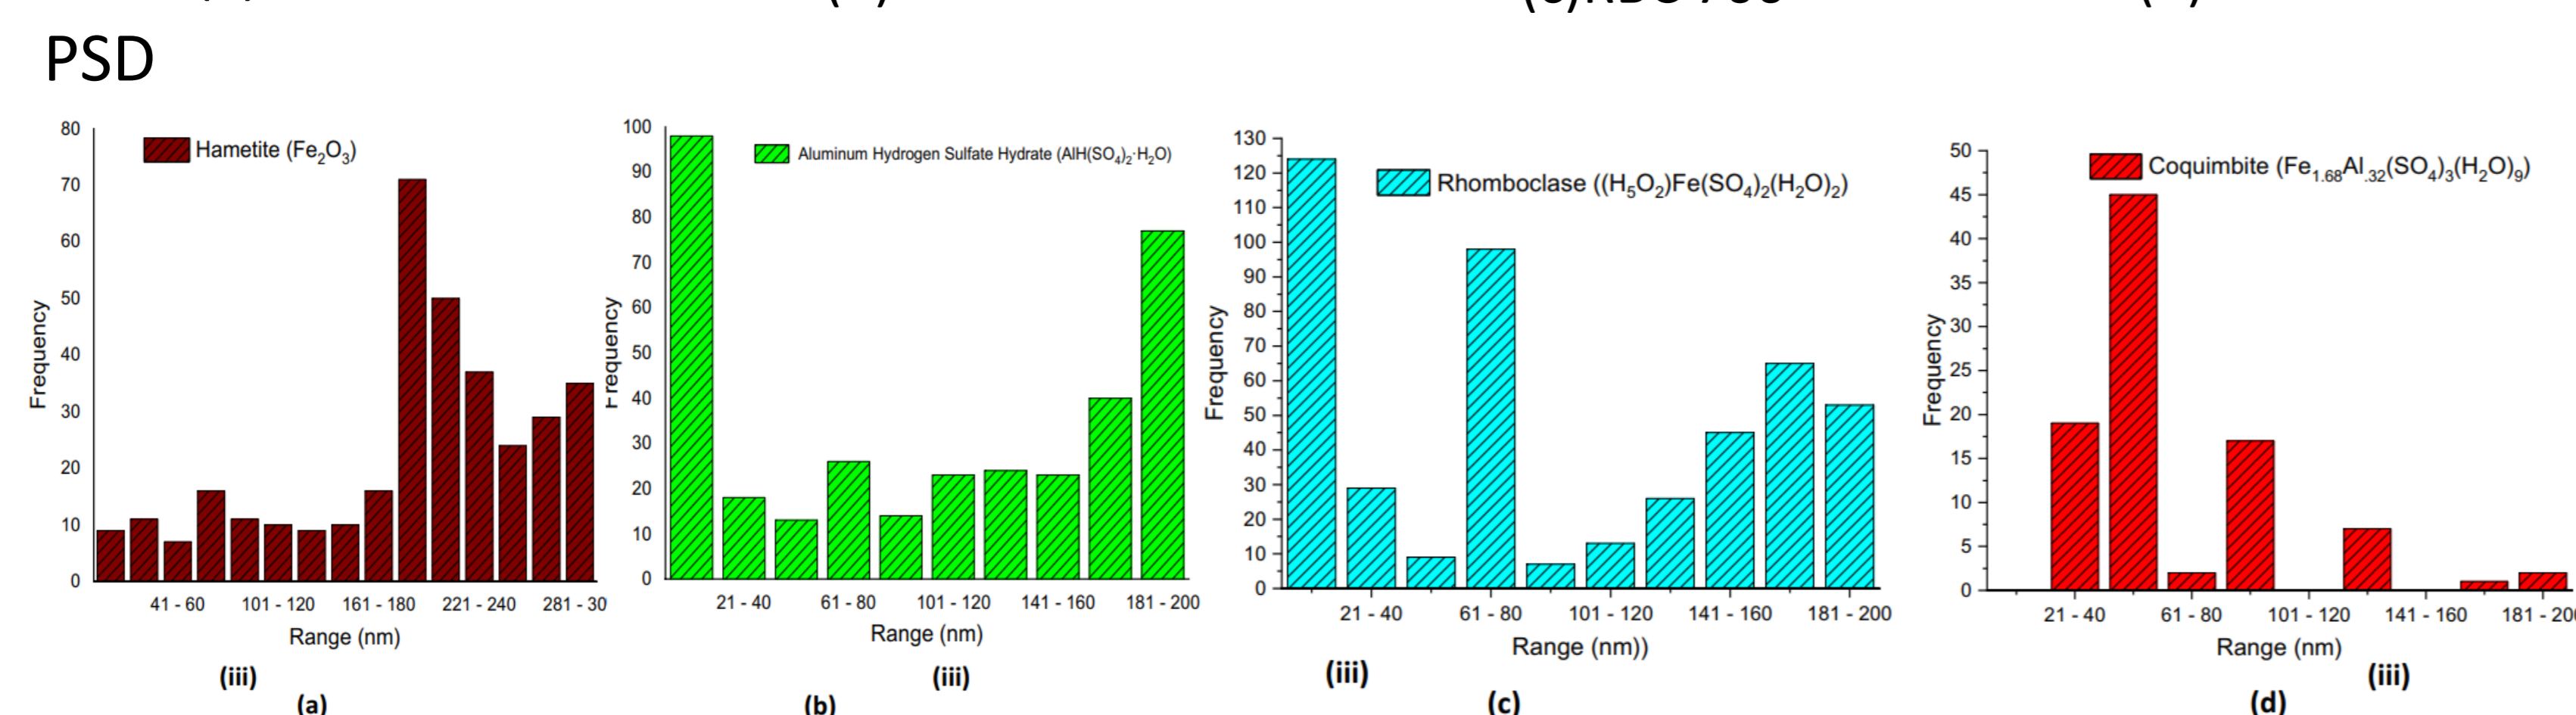 PSD
Hametite (Fe₂O₃)
Frequency
80
70
60
50
40
30
20
10
0
41 - 60
101 - 120
161 - 180
221 - 240
281 - 30
Range (nm)
(iii)
(a)
Aluminum Hydrogen Sulfate Hydrate (AlH(SO₄)₂·H₂O)
Frequency
100
90
80
70
60
50
40
30
20
10
0
21 - 40
61 - 80
101 - 120
141 - 160
181 - 200
Range (nm)
(iii)
(b)
Rhomboclase ((H₅O₂)Fe(SO₄)₂(H₂O)₂)
Frequency
130
120
110
100
90
80
70
60
50
40
30
20
10
0
21 - 40
61 - 80
101 - 120
141 - 160
181 - 200
Range (nm))
(iii)
(c)
Coquimbite (Fe₁.₆₈Al.₃₂(SO₄)₃(H₂O)₉)
Frequency
50
45
40
35
30
25
20
15
10
5
0
21 - 40
61 - 80
101 - 120
141 - 160
181 - 200
Range (nm)
(iii)
(d)